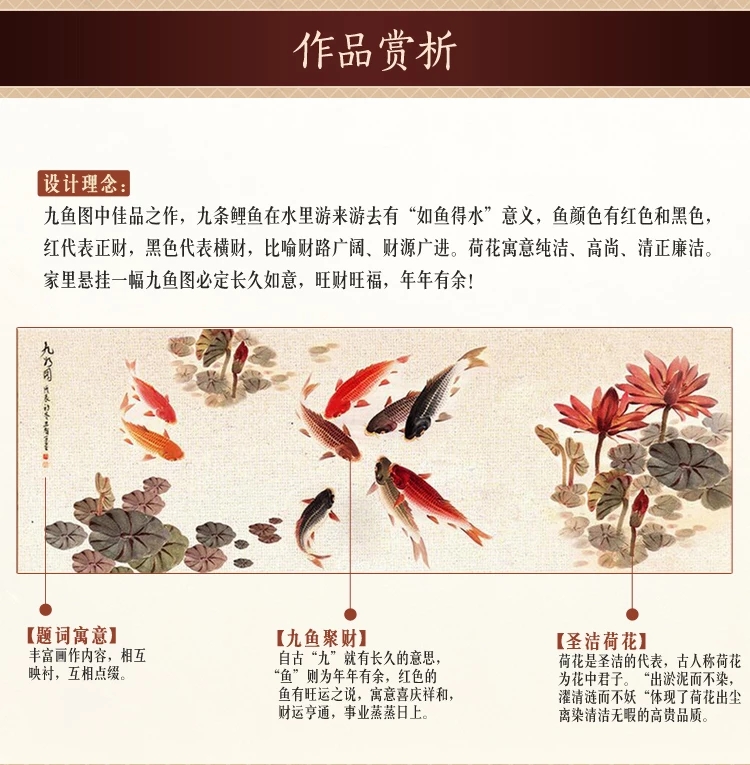 作品赏析
设计理念：
九鱼图中佳品之作，九条鲤鱼在水里游来游去有“如鱼得水”意义，鱼颜色有红色和黑色，
红代表正财，黑色代表横财，比喻财路广阔、财源广进。荷花寓意纯洁、高尚、清正廉洁。
家里悬挂一幅九鱼图必定长久如意，旺财旺福，年年有余！
【题词寓意】
丰富画作内容，相互
映衬，互相点缀。
【九鱼聚财】
自古“九”就有长久的意思，
“鱼”则为年年有余，红色的
鱼有旺运之说，寓意喜庆祥和，
财运亨通，事业蒸蒸日上。
【圣洁荷花】
荷花是圣洁的代表，古人称荷花
为花中君子。“出淤泥而不染，
濯清涟而不妖“体现了荷花出尘
离染清洁无暇的高贵品质。